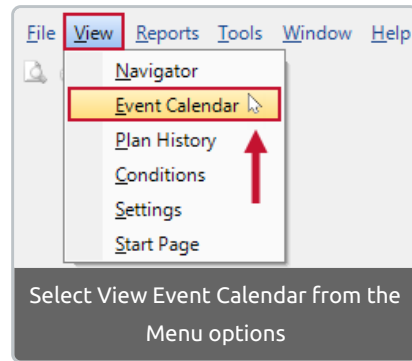 File View Reports Tools Window Help
Navigator
Event Calendar
Plan History
Conditions
Settings
Start Page
Select View Event Calendar from the
Menu options